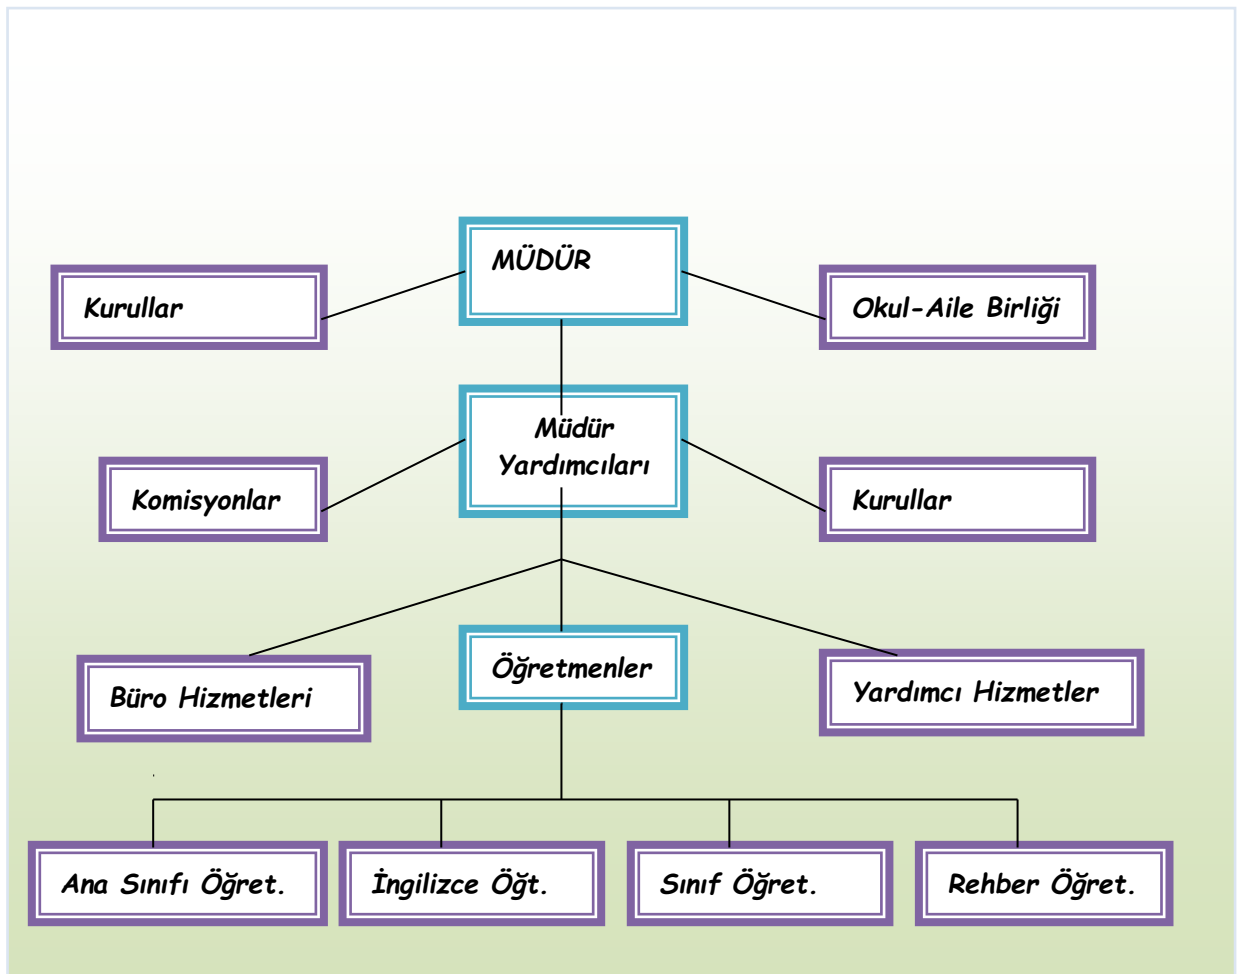 MÜDÜR
Kurullar
Okul-Aile Birliği
Müdür
Yardımcıları
Komisyonlar
Kurullar
Büro Hizmetleri
Öğretmenler
Yardımcı Hizmetler
Ana Sınıfı Öğret.
İngilizce Öğt.
Sınıf Öğret.
Rehber Öğret.